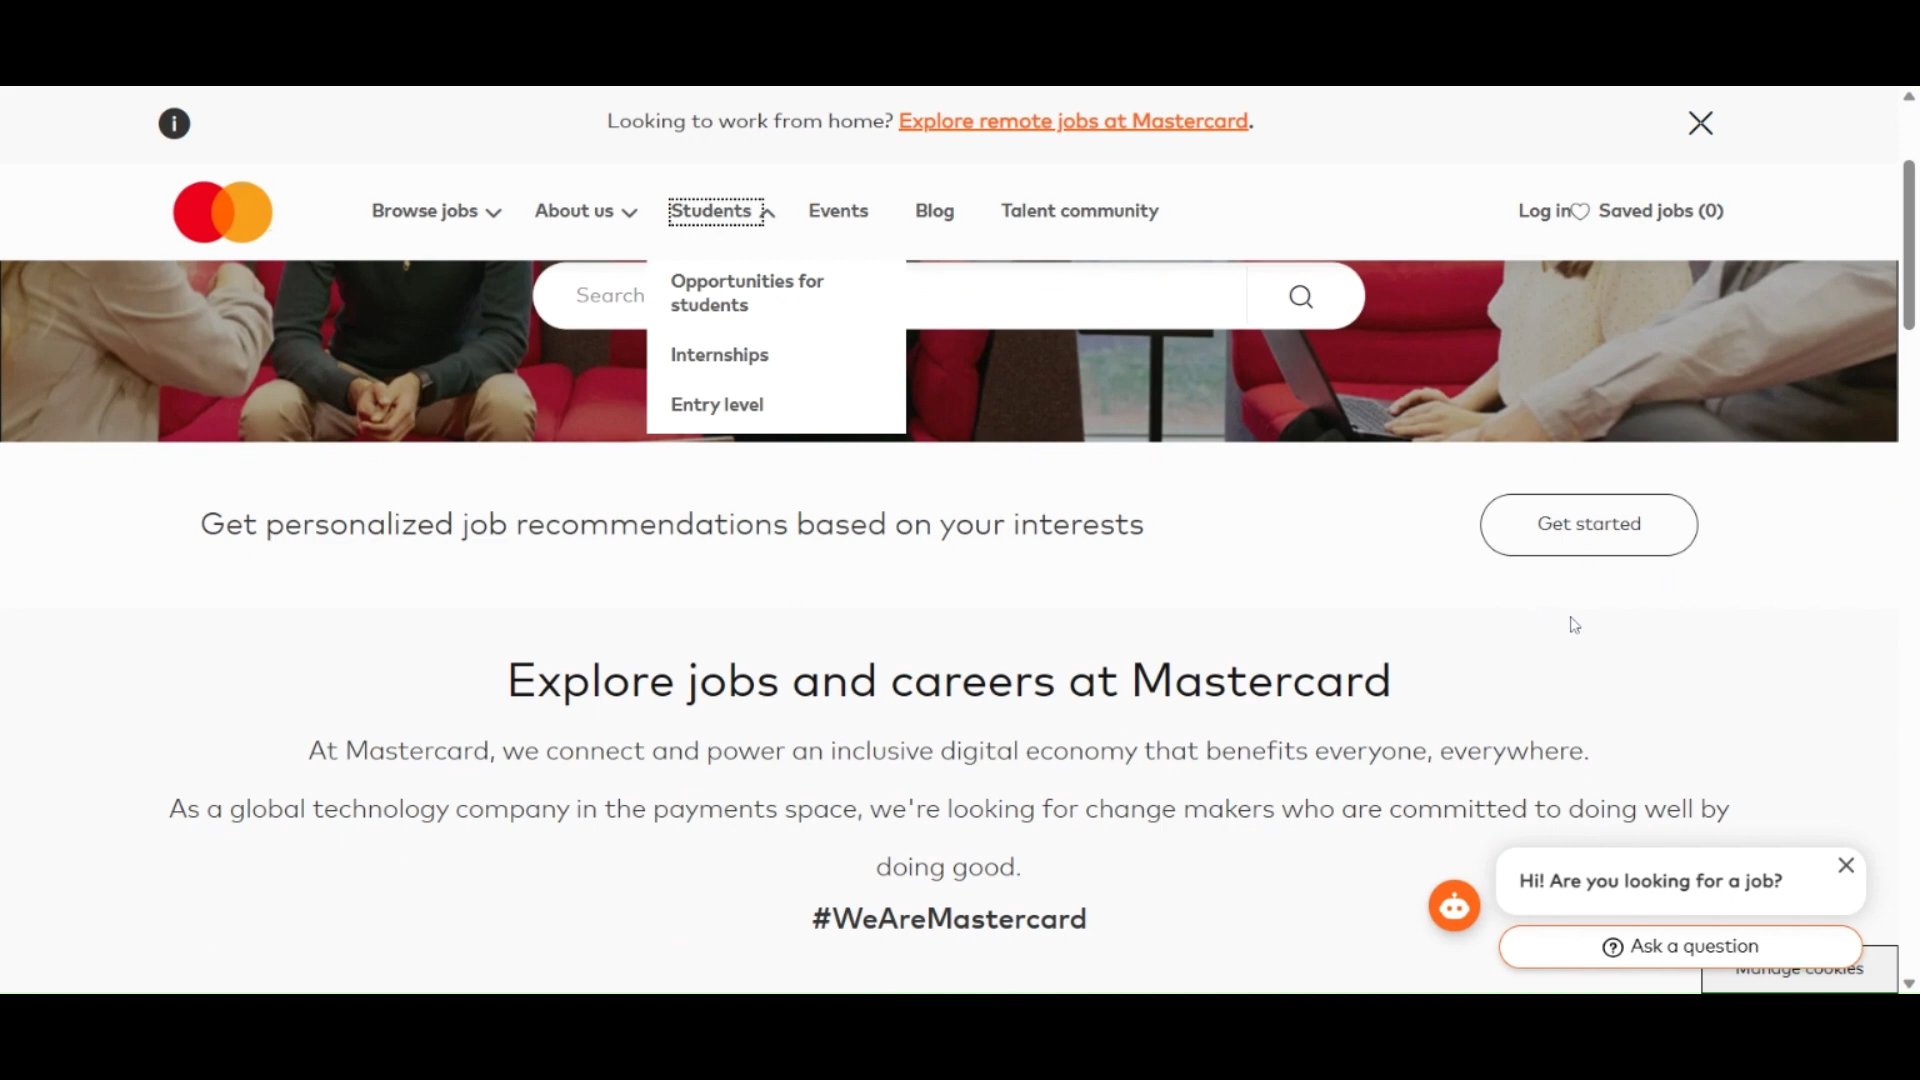 Looking to work from home? Explore remote jobs at Mastercard.
Browse jobs
About us
Students
Events
Blog
Talent community
Log in
Saved jobs (0)
Search
Opportunities for
students
Internships
Entry level
Get personalized job recommendations based on your interests
Get started
Explore jobs and careers at Mastercard
At Mastercard, we connect and power an inclusive digital economy that benefits everyone, everywhere.
As a global technology company in the payments space, we're looking for change makers who are committed to doing well by
doing good.
#WeAreMastercard
Hi! Are you looking for a job?
Ask a question
Manage cookies